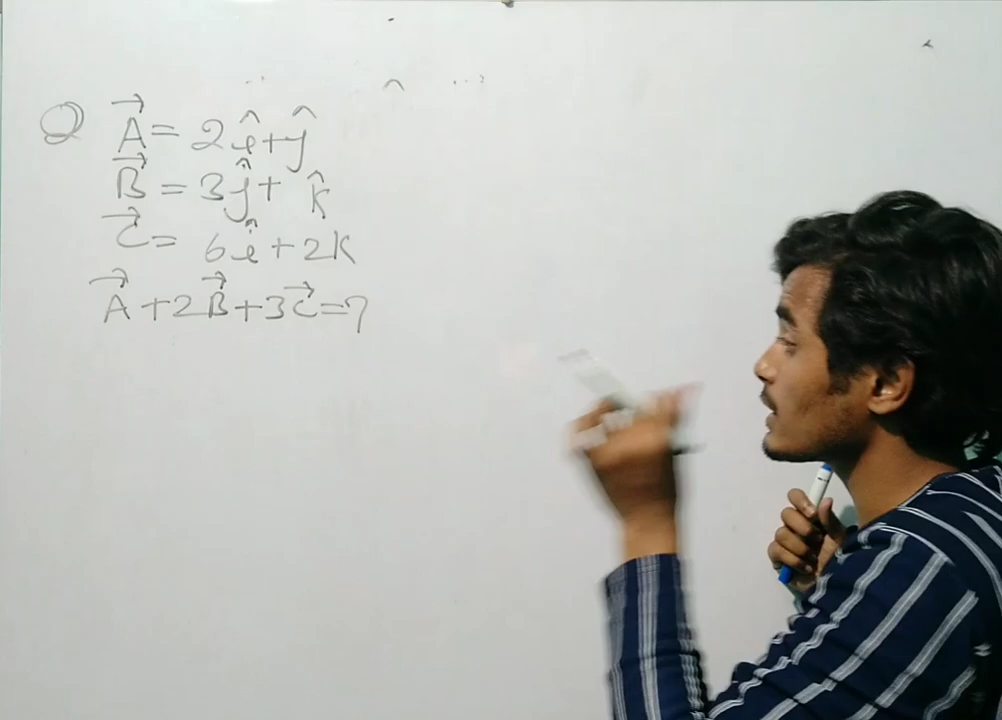 Q A⃗ = 2î+ĵ
B⃗ = 3ĵ+ k̂
C⃗ = 6î+2k
A⃗+2B⃗+3C⃗=?